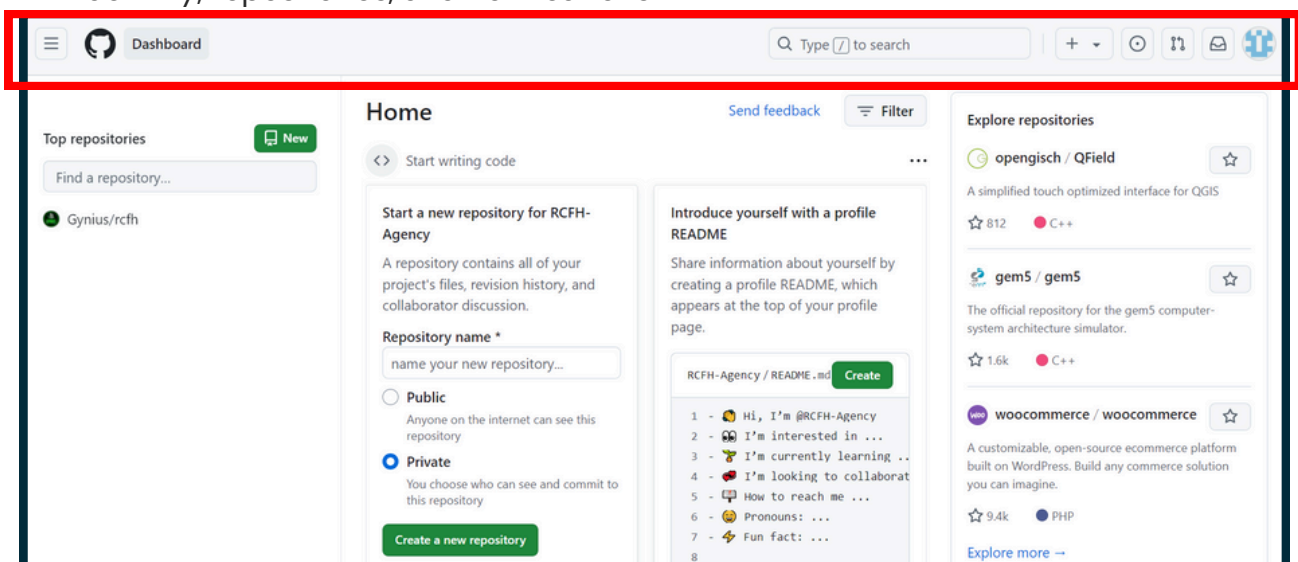 Dashboard
Type / to search
Top repositories
New
Find a repository...
Gynius/rcfh
Home
Send feedback
Filter
Start writing code
Start a new repository for RCFH-
Agency
A repository contains all of your
project's files, revision history, and
collaborator discussion.
Repository name *
name your new repository...
Public
Anyone on the internet can see this
repository
Private
You choose who can see and commit to
this repository
Create a new repository
Introduce yourself with a profile
README
Share information about yourself by
creating a profile README, which
appears at the top of your profile
page.
RCFH-Agency / README.md
Create
1 - 👋 Hi, I'm @RCFH-Agency
2 - 👀 I'm interested in ...
3 - 🌱 I'm currently learning ..
4 - 💞️ I'm looking to collaborat
5 - 📫 How to reach me ...
6 - 😄 Pronouns: ...
7 - ⚡ Fun fact: ...
8
Explore repositories
opengisch / QField
A simplified touch optimized interface for QGIS
812 C++
gem5 / gem5
The official repository for the gem5 computer-
system architecture simulator.
1.6k C++
woo
woocommerce / woocommerce
A customizable, open-source ecommerce platform
built on WordPress. Build any commerce solution
you can imagine.
9.4k PHP
Explore more →